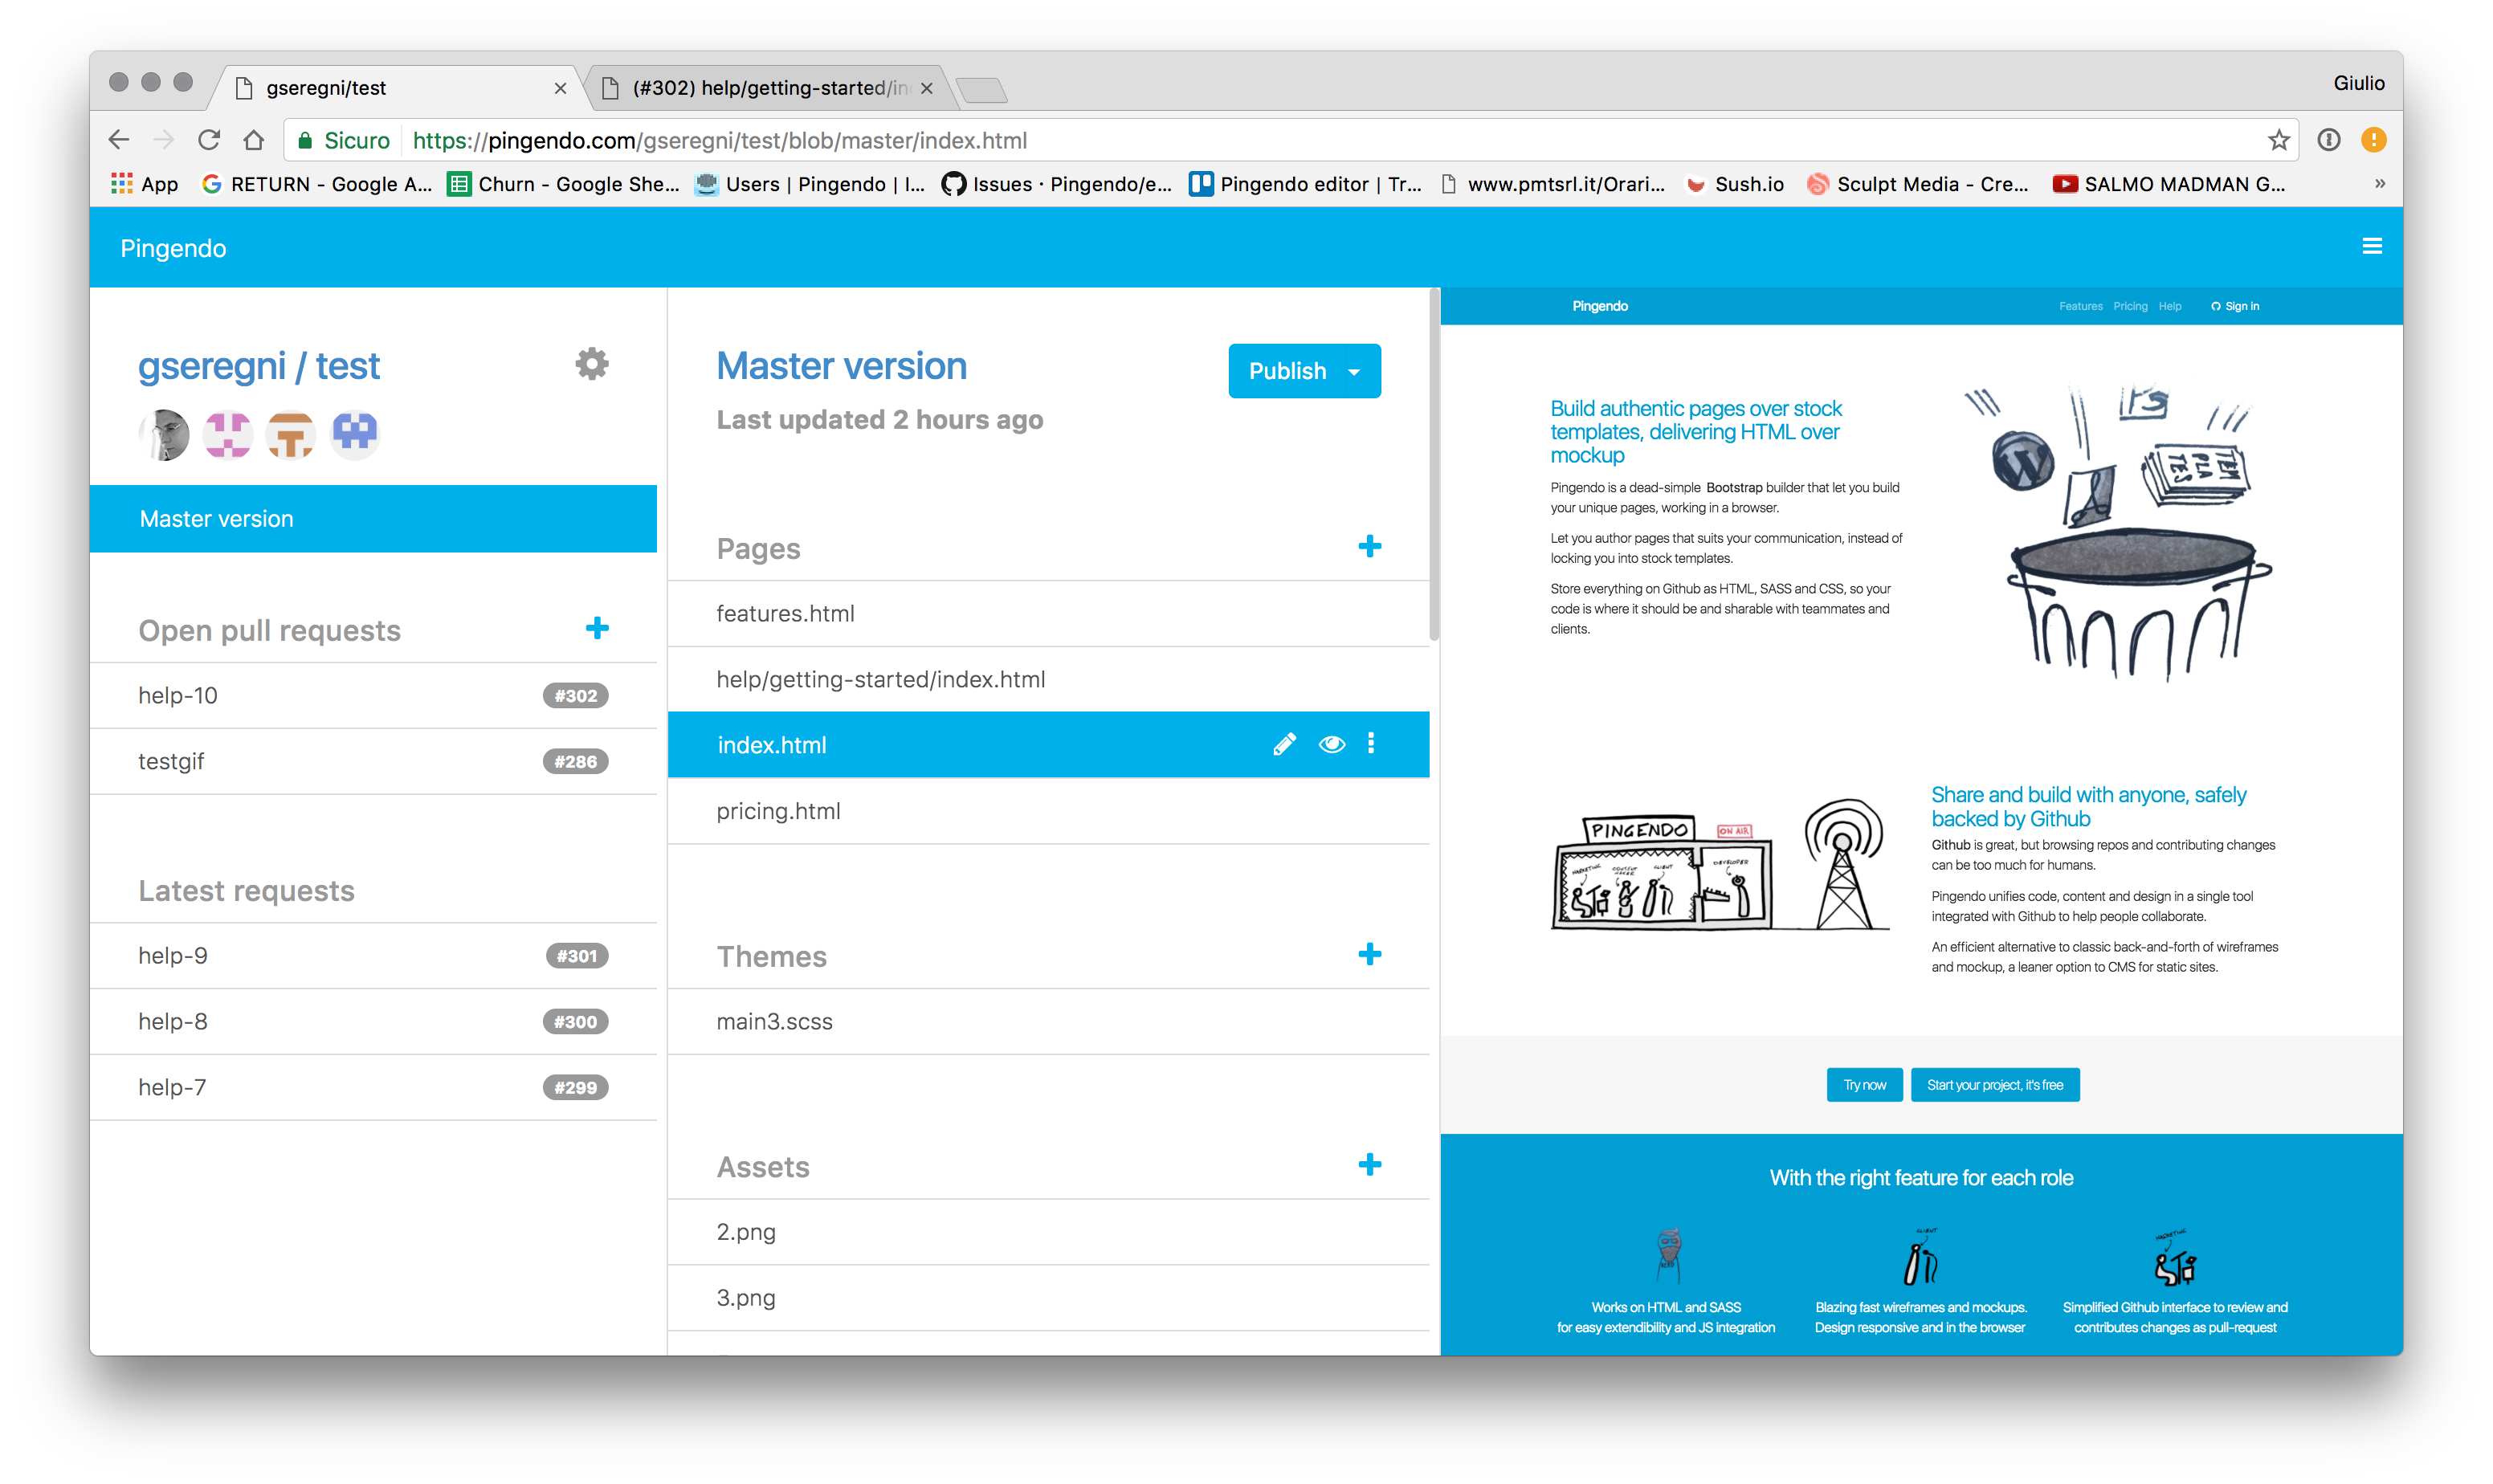 gseregni/test
(#302) help/getting-started/in
Giulio
Sicuro
https://pingendo.com/gseregni/test/blob/master/index.html
App
RETURN - Google A...
Churn - Google She...
Users | Pingendo | I...
Issues · Pingendo/e...
Pingendo editor | Tr...
www.pmtsrl.it/Orari...
Sush.io
Sculpt Media - Cre...
SALMO MADMAN G...
»
Pingendo
gseregni / test
Master version
Open pull requests
help-10 #302
testgif #286
Latest requests
help-9 #301
help-8 #300
help-7 #299
Master version
Publish
Last updated 2 hours ago
Pages
features.html
help/getting-started/index.html
index.html
pricing.html
Themes
main3.scss
Assets
2.png
3.png
Pingendo
Features Pricing Help Sign in
Build authentic pages over stock
templates, delivering HTML over
mockup
Pingendo is a dead-simple Bootstrap builder that let you build
your unique pages, working in a browser.
Let you author pages that suits your communication, instead of
locking you into stock templates.
Store everything on Github as HTML, SASS and CSS, so your
code is where it should be and sharable with teammates and
clients.
TEM
PLA
TES
PINGENDO
ON AIR
MARKETING
CLIENT
DEVELOPER
Share and build with anyone, safely
backed by Github
Github is great, but browsing repos and contributing changes
can be too much for humans.
Pingendo unifies code, content and design in a single tool
integrated with Github to help people collaborate.
An efficient alternative to classic back-and-forth of wireframes
and mockup, a leaner option to CMS for static sites.
Try now
Start your project, it's free
With the right feature for each role
CLIENT
MARKETING
Works on HTML and SASS
for easy extendibility and JS integration
Blazing fast wireframes and mockups.
Design responsive and in the browser
Simplified Github interface to review and
contributes changes as pull-request